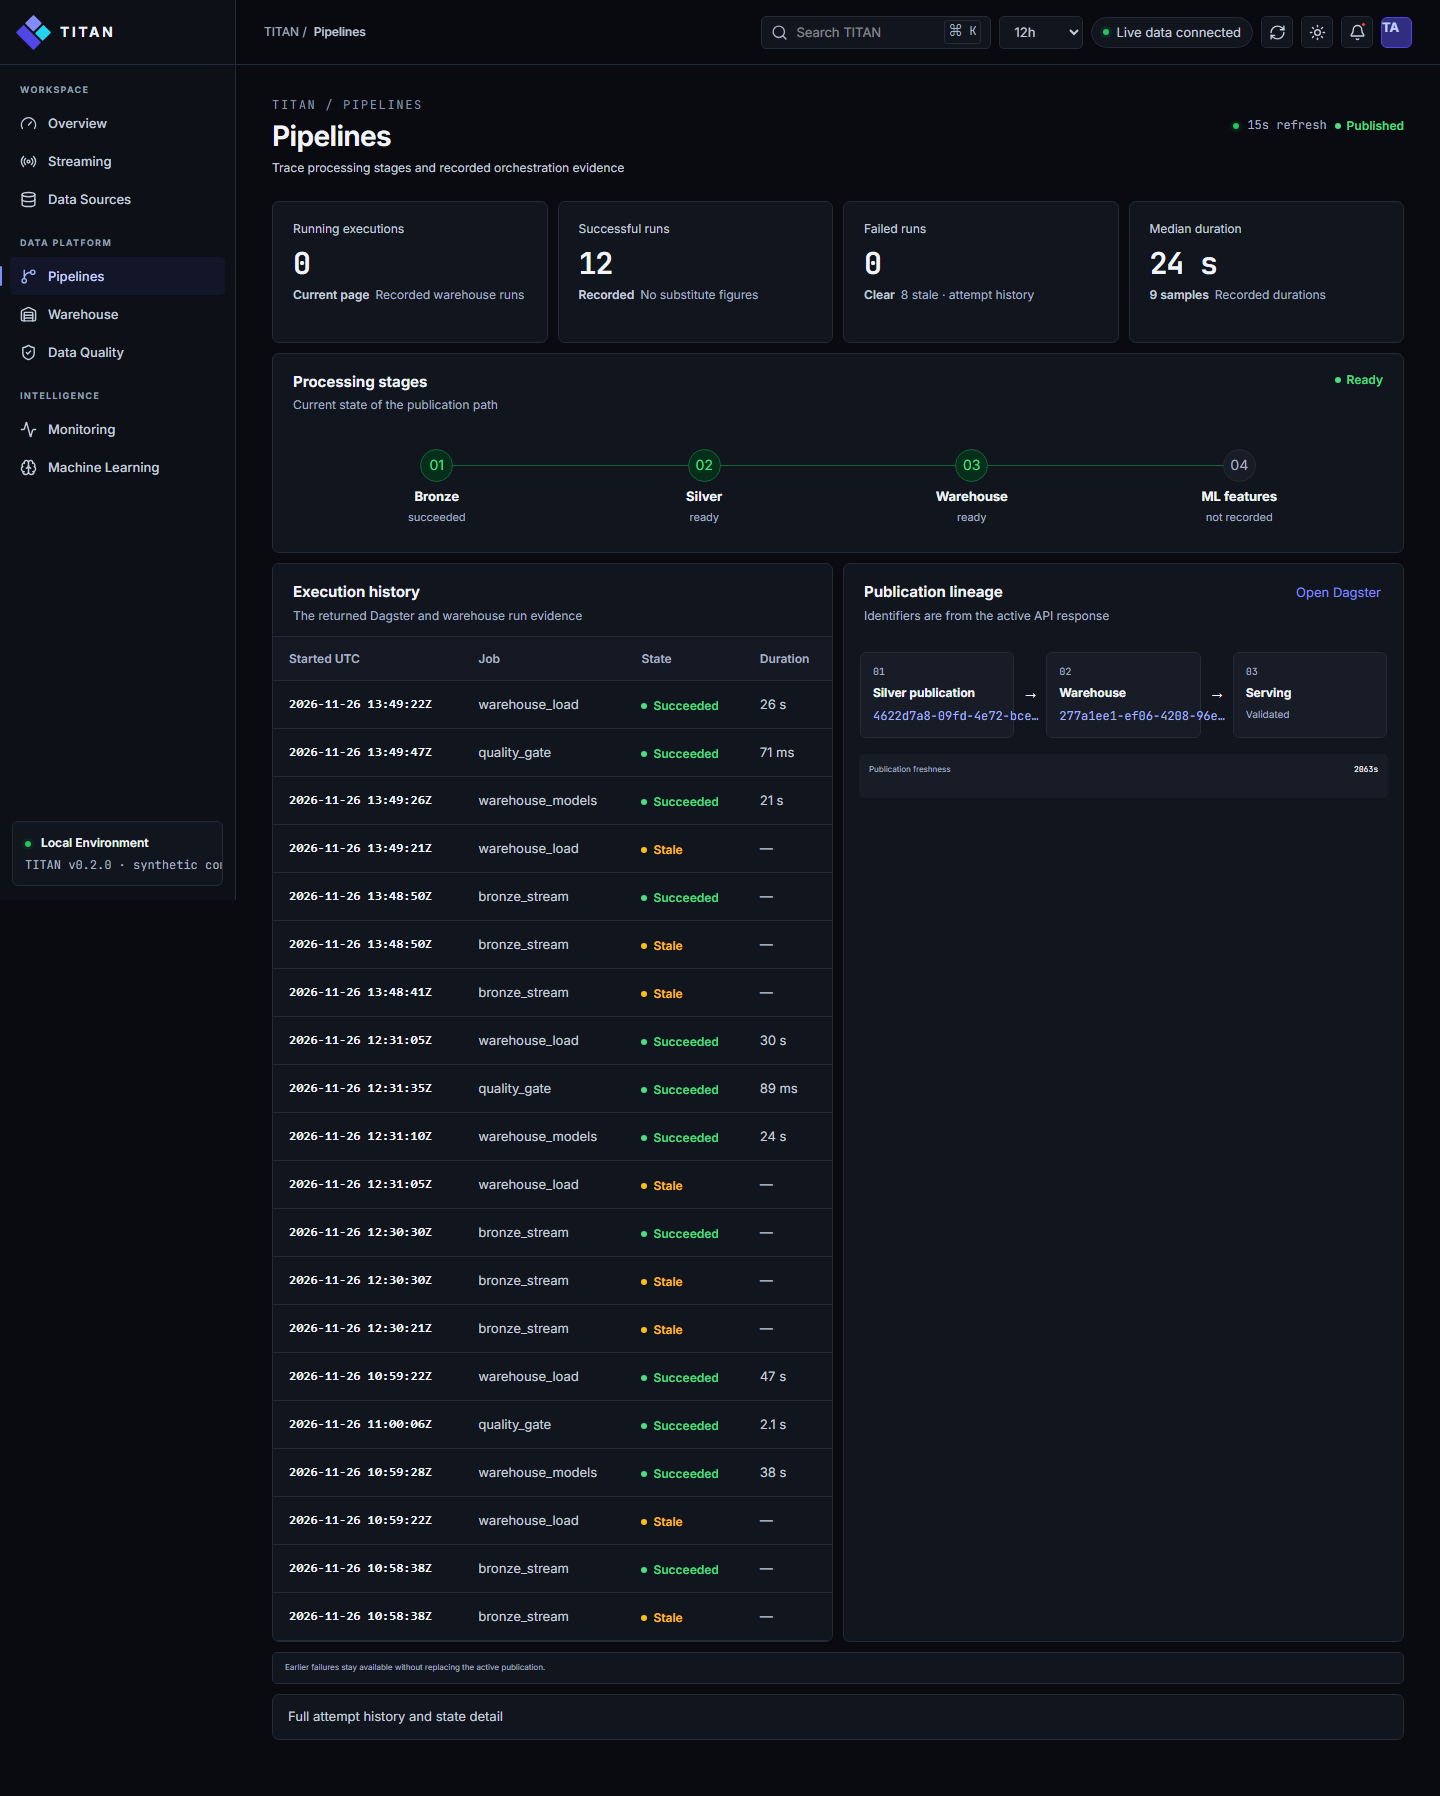 TITAN
TITAN / Pipelines
Search TITAN
⌘ K
12h
Live data connected
TA
WORKSPACE
Overview
Streaming
Data Sources
DATA PLATFORM
Pipelines
Warehouse
Data Quality
INTELLIGENCE
Monitoring
Machine Learning
Local Environment
TITAN v0.2.0 · synthetic co
TITAN / PIPELINES
Pipelines
Trace processing stages and recorded orchestration evidence
15s refresh
Published
Running executions
0
Current page Recorded warehouse runs
Successful runs
12
Recorded No substitute figures
Failed runs
0
Clear 8 stale · attempt history
Median duration
24 s
9 samples Recorded durations
Processing stages
Current state of the publication path
Ready
01
Bronze
succeeded
02
Silver
ready
03
Warehouse
ready
04
ML features
not recorded
Execution history
The returned Dagster and warehouse run evidence
Started UTC Job State Duration
2026-11-26 13:49:22Z warehouse_load Succeeded 26 s
2026-11-26 13:49:47Z quality_gate Succeeded 71 ms
2026-11-26 13:49:26Z warehouse_models Succeeded 21 s
2026-11-26 13:49:21Z warehouse_load Stale —
2026-11-26 13:48:50Z bronze_stream Succeeded —
2026-11-26 13:48:50Z bronze_stream Stale —
2026-11-26 13:48:41Z bronze_stream Stale —
2026-11-26 12:31:05Z warehouse_load Succeeded 30 s
2026-11-26 12:31:35Z quality_gate Succeeded 89 ms
2026-11-26 12:31:10Z warehouse_models Succeeded 24 s
2026-11-26 12:31:05Z warehouse_load Stale —
2026-11-26 12:30:30Z bronze_stream Succeeded —
2026-11-26 12:30:30Z bronze_stream Stale —
2026-11-26 12:30:21Z bronze_stream Stale —
2026-11-26 10:59:22Z warehouse_load Succeeded 47 s
2026-11-26 11:00:06Z quality_gate Succeeded 2.1 s
2026-11-26 10:59:28Z warehouse_models Succeeded 38 s
2026-11-26 10:59:22Z warehouse_load Stale —
2026-11-26 10:58:38Z bronze_stream Succeeded —
2026-11-26 10:58:38Z bronze_stream Stale —
Publication lineage
Identifiers are from the active API response
Open Dagster
01
Silver publication
4622d7a8-09fd-4e72-bce…
→
02
Warehouse
277a1ee1-ef06-4208-96e…
→
03
Serving
Validated
Publication freshness 2063s
Earlier failures stay available without replacing the active publication.
Full attempt history and state detail